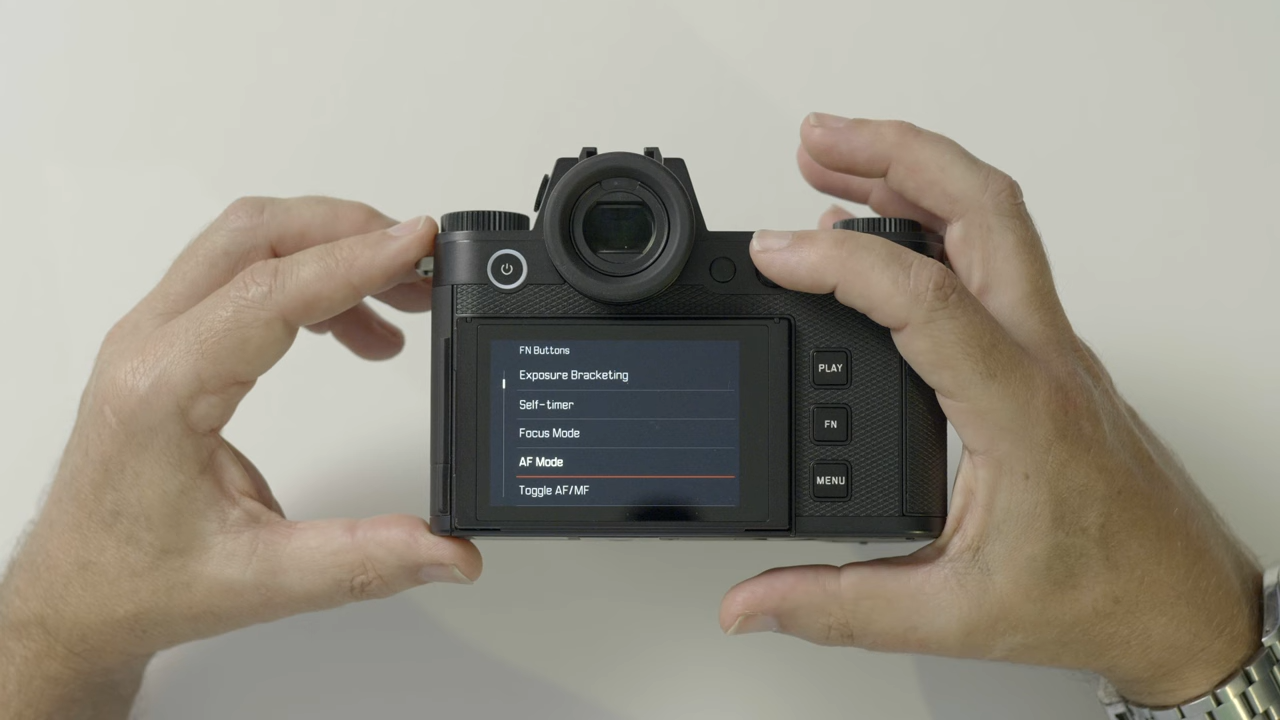 FN Buttons
Exposure Bracketing
Self-timer
Focus Mode
AF Mode
Toggle AF/MF
PLAY
FN
MENU